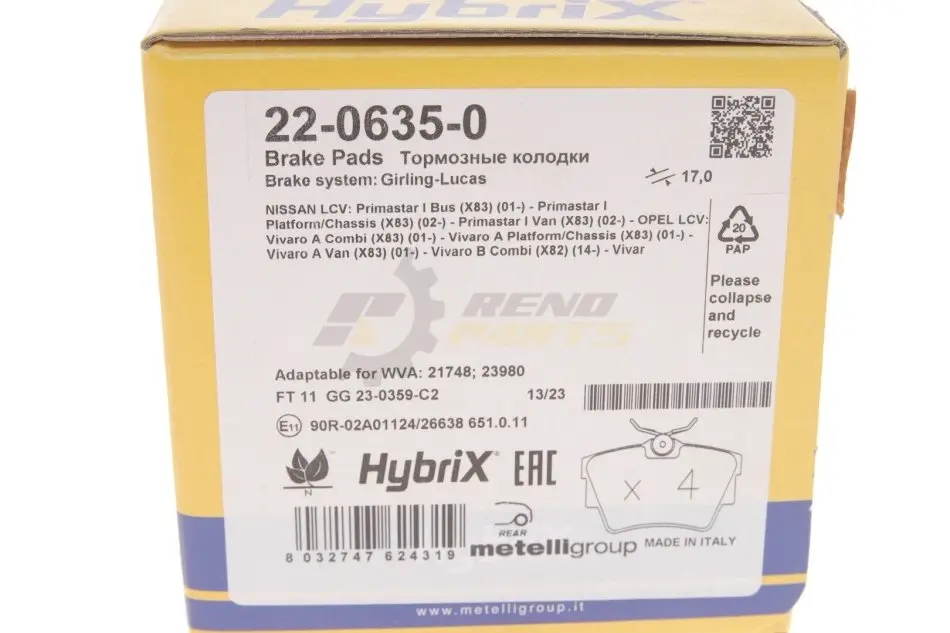 HybriX
22-0635-0
Brake Pads Тормозные колодки
Brake system: Girling-Lucas
17,0
NISSAN LCV: Primastar I Bus (X83) (01-) - Primastar I
Platform/Chassis (X83) (02-) - Primastar I Van (X83) (02-) - OPEL LCV:
Vivaro A Combi (X83) (01-) - Vivaro A Platform/Chassis (X83) (01-) -
Vivaro A Van (X83) (01-) - Vivaro B Combi (X82) (14-) - Vivar
20
PAP
Please
collapse
and
recycle
RENO
PARTS
Adaptable for WVA: 21748; 23980
FT 11 GG 23-0359-C2 13/23
E11 90R-02A01124/26638 651.0.11
N
HybriX® EAC
x 4
REAR
8 032747 624319
metelligroup MADE IN ITALY
www.metelligroup.it